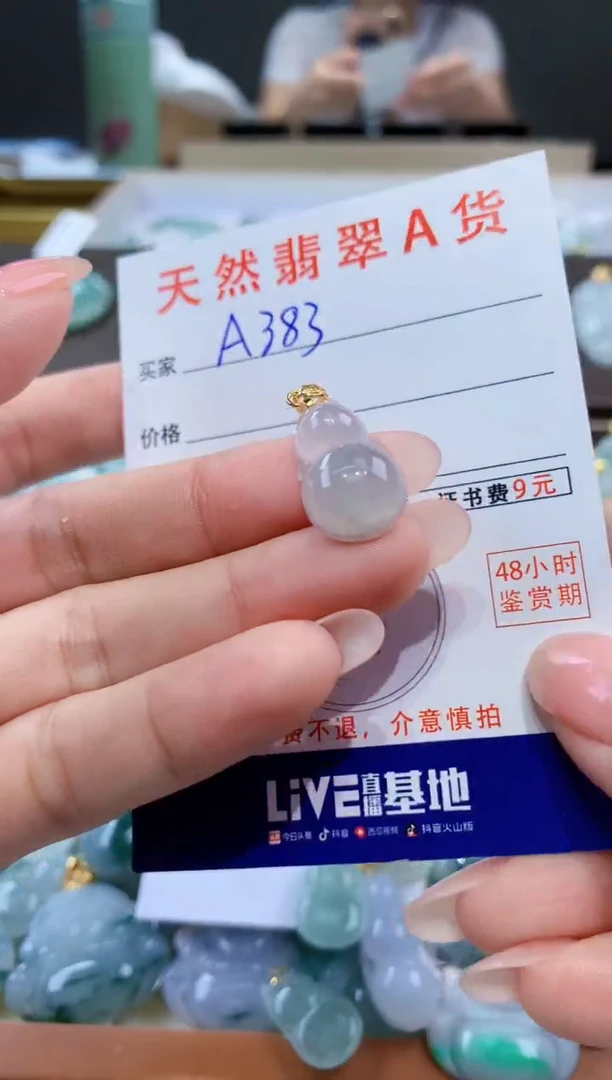 天然翡翠A货
买家 A383
价格
证书费9元
48小时
鉴赏期
货不退，介意慎拍
LiVE直播基地
今日头条 抖音 西瓜视频 抖音火山版